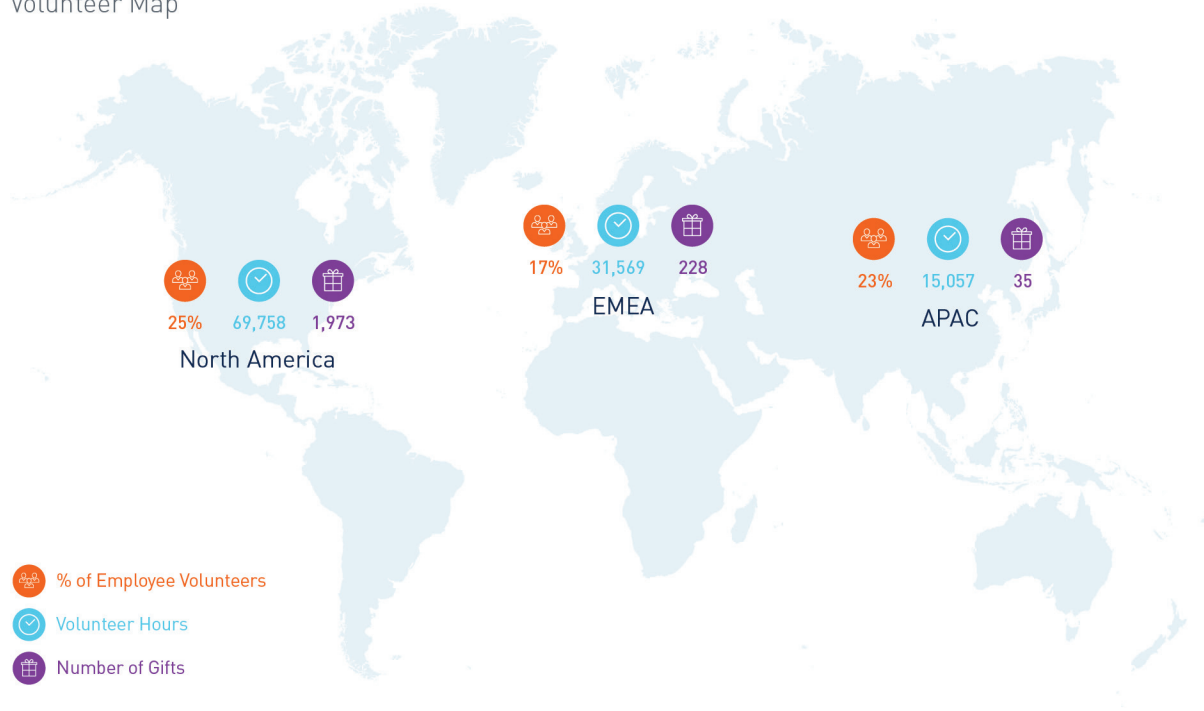 Volunteer Map
17% 31,569 228
EMEA
23% 15,057 35
APAC
25% 69,758 1,973
North America
% of Employee Volunteers
Volunteer Hours
Number of Gifts